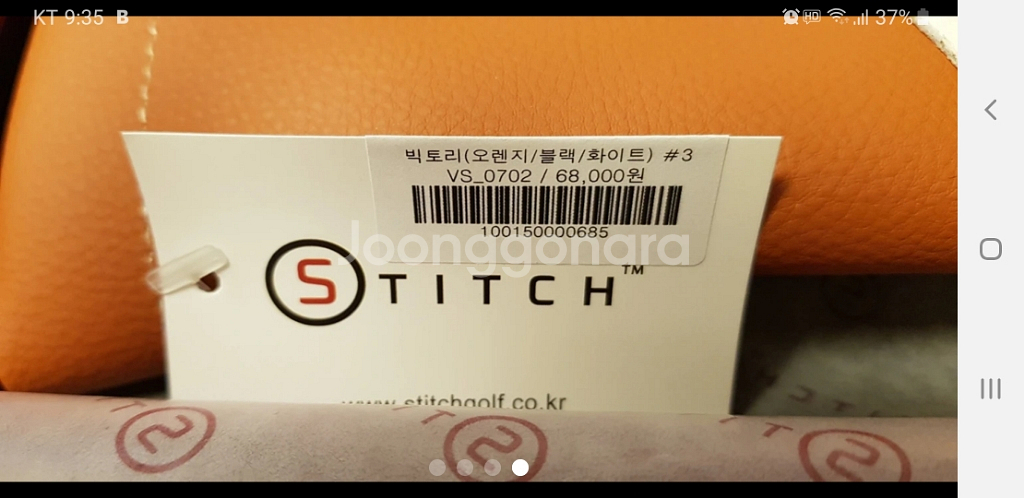 KT 9:35 B
HD 37%
빅토리(오렌지/블랙/화이트) #3
VS_0702 / 68,000원
100150000685
Joonggonara
STITCH™
www.stitchgolf.co.kr